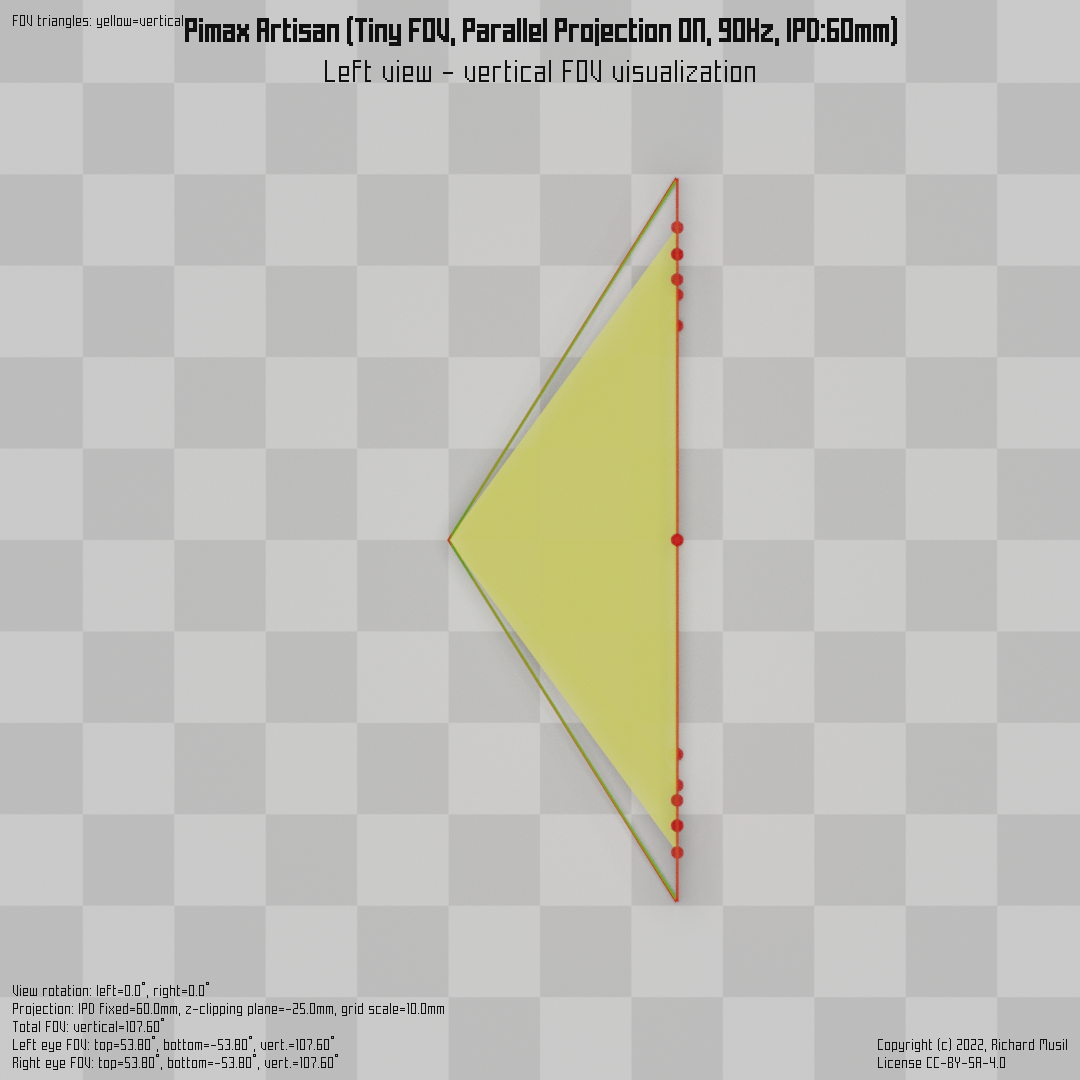 FOV triangles: yellow=vertical
Pimax Artisan (Tiny FOV, Parallel Projection ON, 90Hz, IPD:60mm)
Left view - vertical FOV visualization
View rotation: left=0.0°, right=0.0°
Projection: IPD fixed=60.0mm, z-clipping plane=-25.0mm, grid scale=10.0mm
Total FOV: vertical=107.60°
Left eye FOV: top=53.80°, bottom=-53.80°, vert.=107.60°
Right eye FOV: top=53.80°, bottom=-53.80°, vert.=107.60°
Copyright (c) 2022, Richard Musil
License CC-BY-SA-4.0